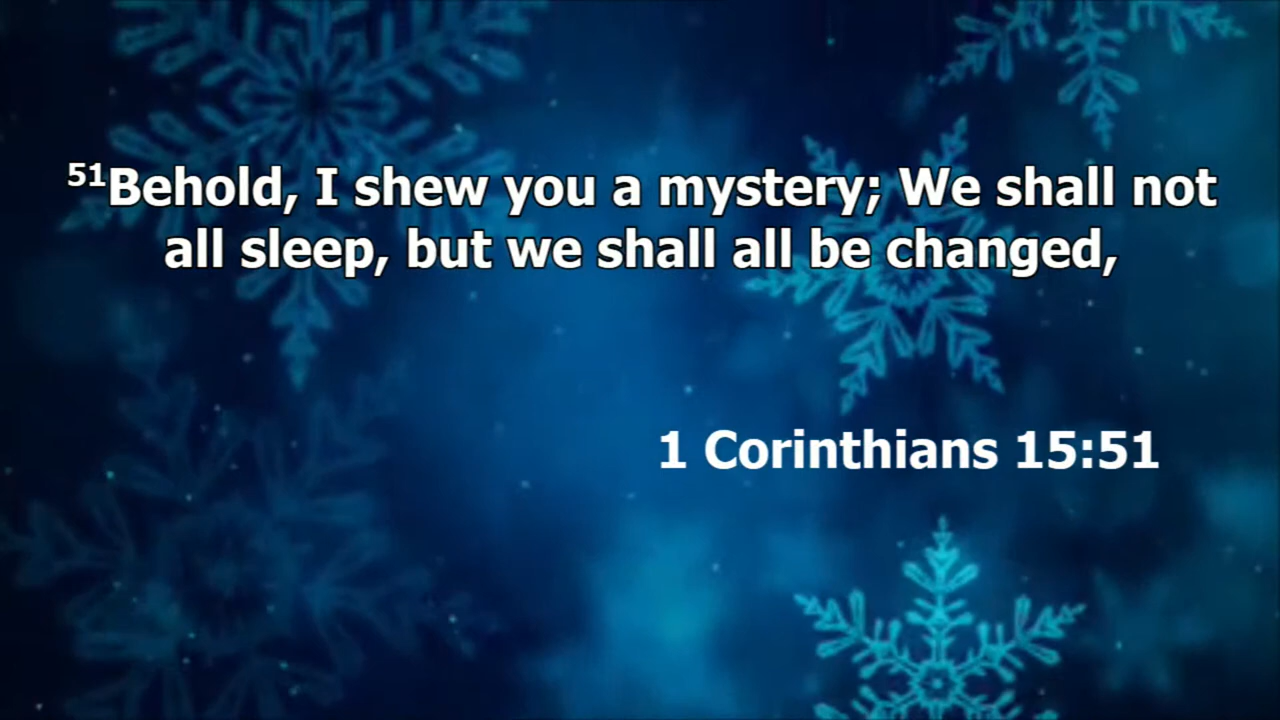 51Behold, I shew you a mystery; We shall not
all sleep, but we shall all be changed,
1 Corinthians 15:51